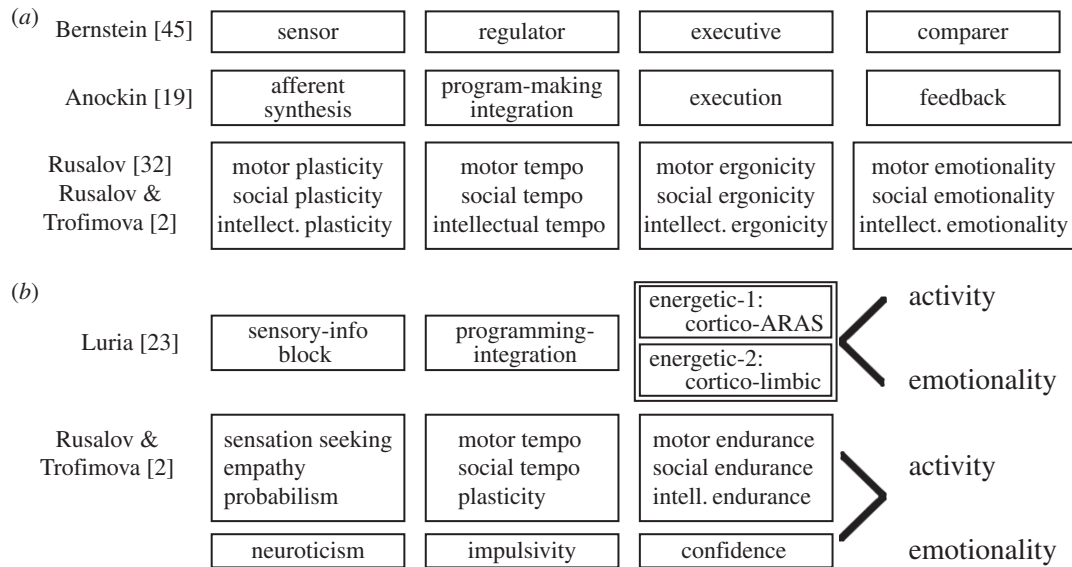 (a)
Bernstein [45] sensor regulator executive comparer
Anockin [19]
afferent synthesis
program-making integration
execution
feedback
Rusalov [32]
Rusalov &
Trofimova [2]
motor plasticity
social plasticity
intellect. plasticity
motor tempo
social tempo
intellectual tempo
motor ergonicity
social ergonicity
intellect. ergonicity
motor emotionality
social emotionality
intellect. emotionality
(b)
Luria [23]
sensory-info
block
programming-
integration
energetic-1:
cortico-ARAS
energetic-2:
cortico-limbic
activity
emotionality
Rusalov &
Trofimova [2]
sensation seeking
empathy
probabilism
motor tempo
social tempo
plasticity
motor endurance
social endurance
intell. endurance
neuroticism
impulsivity
confidence
activity
emotionality